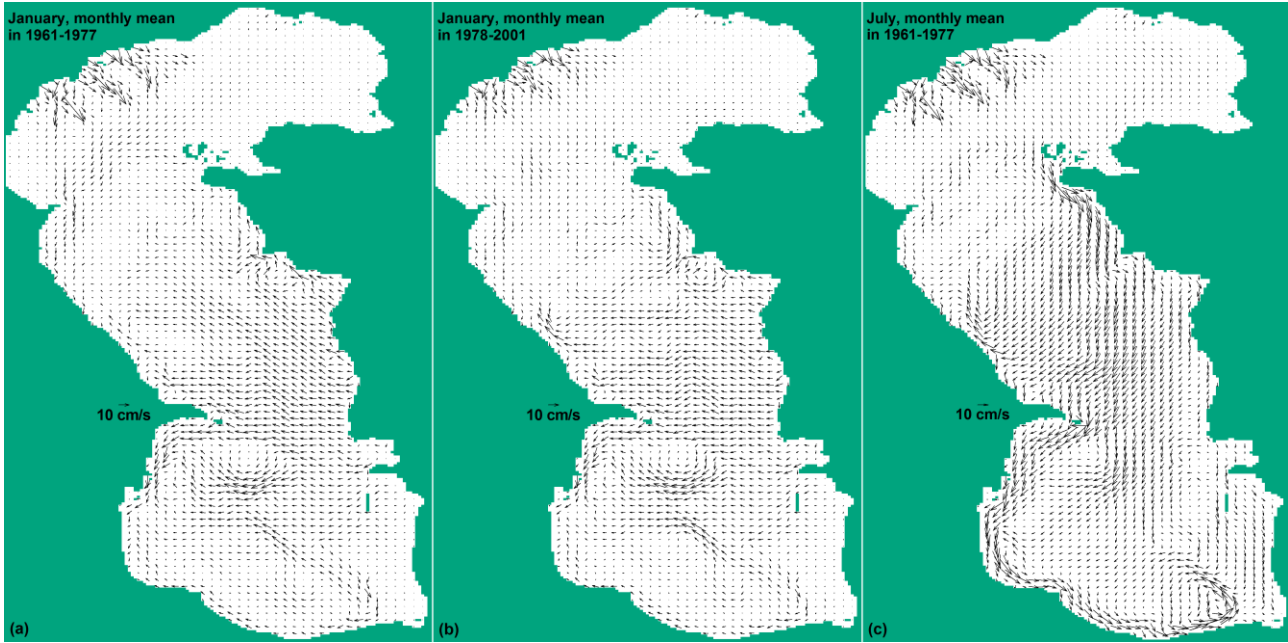 January, monthly mean
in 1961-1977
10 cm/s
(a)
January, monthly mean
in 1978-2001
10 cm/s
(b)
July, monthly mean
in 1961-1977
10 cm/s
(c)